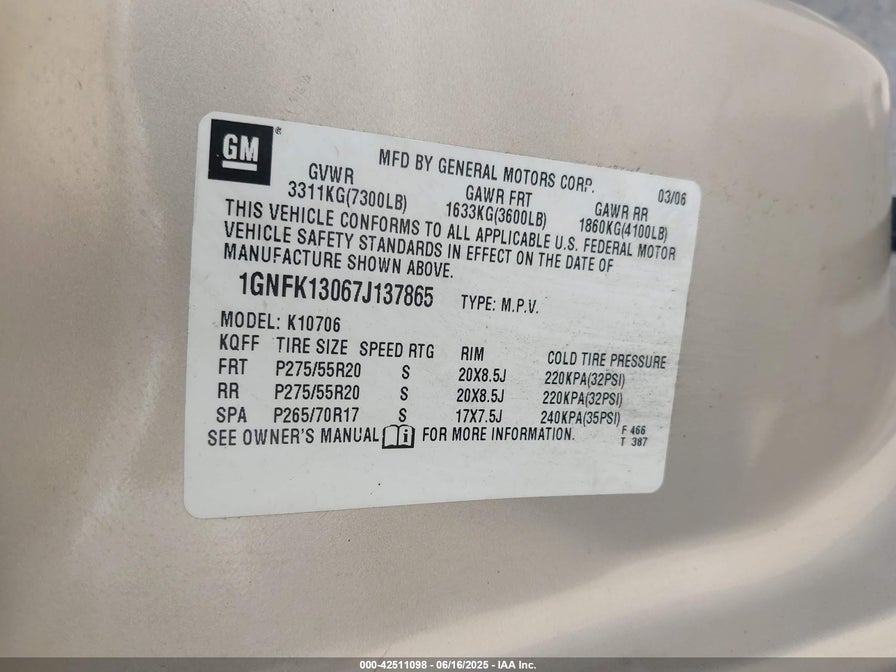 GM®
MFD BY GENERAL MOTORS CORP. 03/06
GVWR GAWR FRT GAWR RR
3311KG(7300LB) 1633KG(3600LB) 1860KG(4100LB)
THIS VEHICLE CONFORMS TO ALL APPLICABLE U.S. FEDERAL MOTOR
VEHICLE SAFETY STANDARDS IN EFFECT ON THE DATE OF
MANUFACTURE SHOWN ABOVE.
1GNFK13067J137865 TYPE: M.P.V.
MODEL: K10706
KQFF TIRE SIZE SPEED RTG RIM COLD TIRE PRESSURE
FRT P275/55R20 S 20X8.5J 220KPA(32PSI)
RR P275/55R20 S 20X8.5J 220KPA(32PSI)
SPA P265/70R17 S 17X7.5J 240KPA(35PSI)
SEE OWNER'S MANUAL i FOR MORE INFORMATION.
F 466
T 387
000-42511098 - 06/16/2025 - IAA Inc.